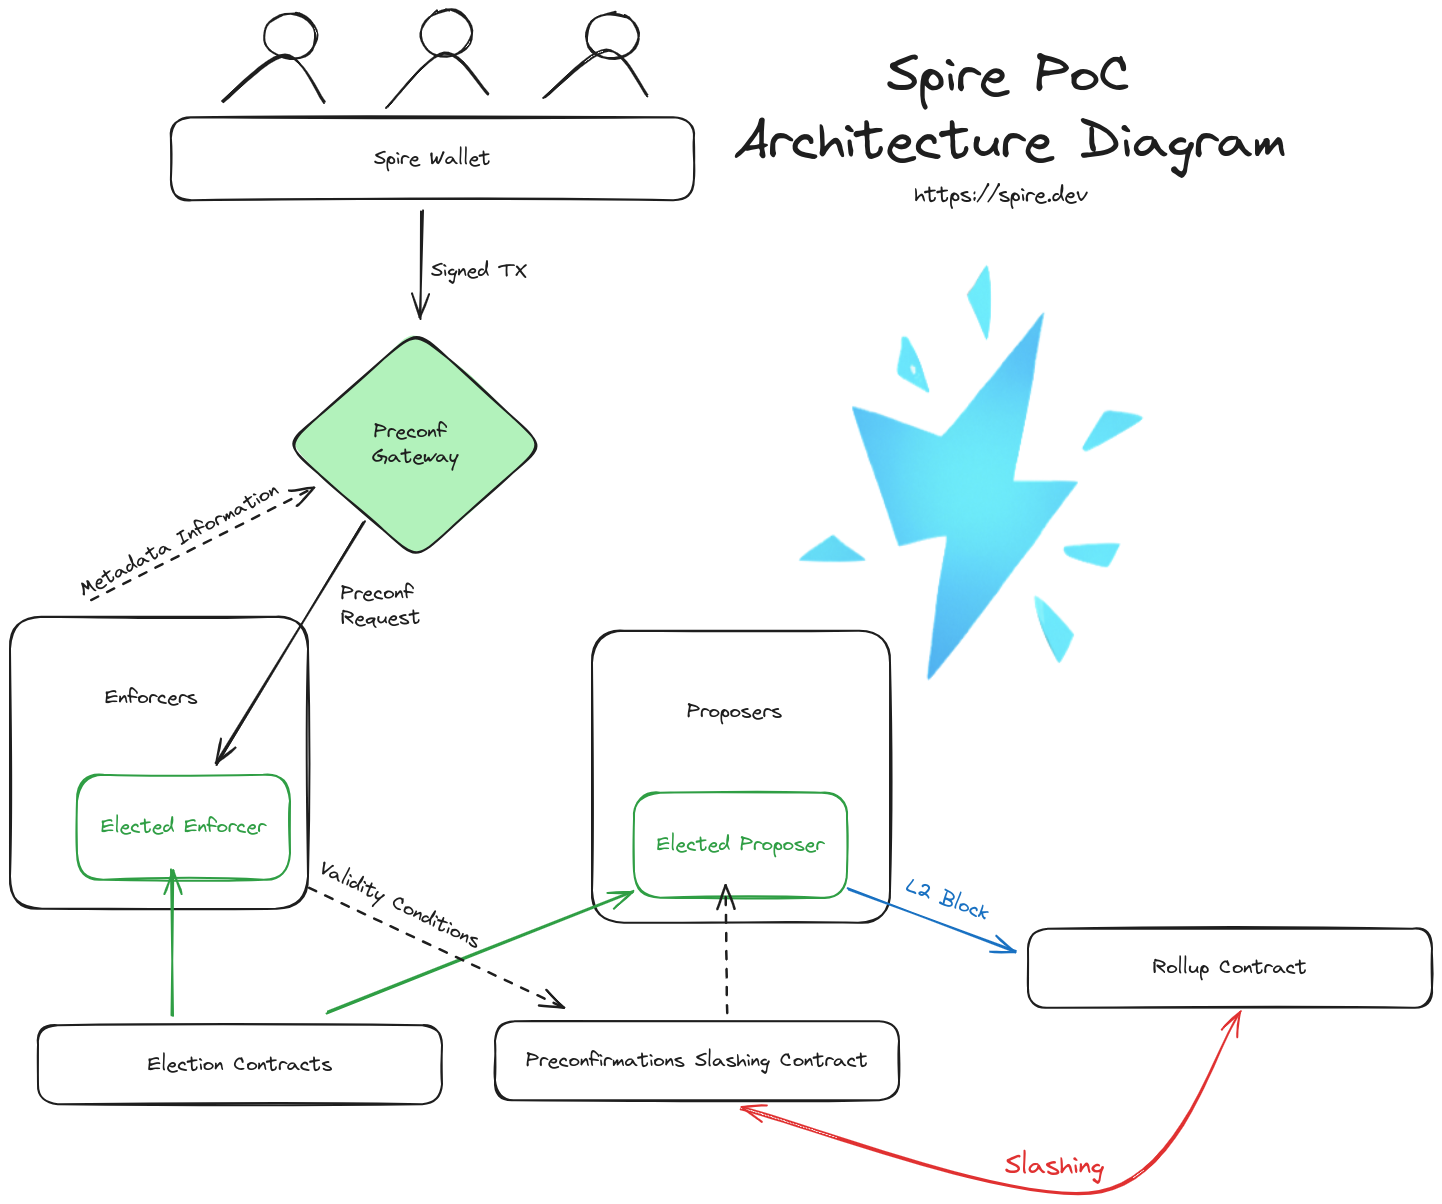 Spire PoC
Architecture Diagram
https://spire.dev
Spire Wallet
Signed TX
Preconf
Gateway
Metadata Information
Preconf
Request
Enforcers
Proposers
Elected Enforcer
Elected Proposer
Validity Conditions
L2 Block
Rollup Contract
Election Contracts
Preconfirmations Slashing Contract
Slashing